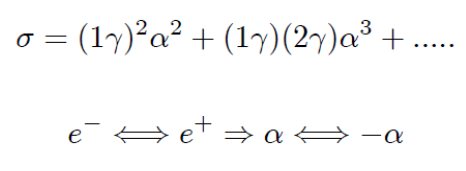 σ = (1γ)²α² + (1γ)(2γ)α³ + .....
e⁻ ⟺ e⁺ ⇒ α ⟺ −α